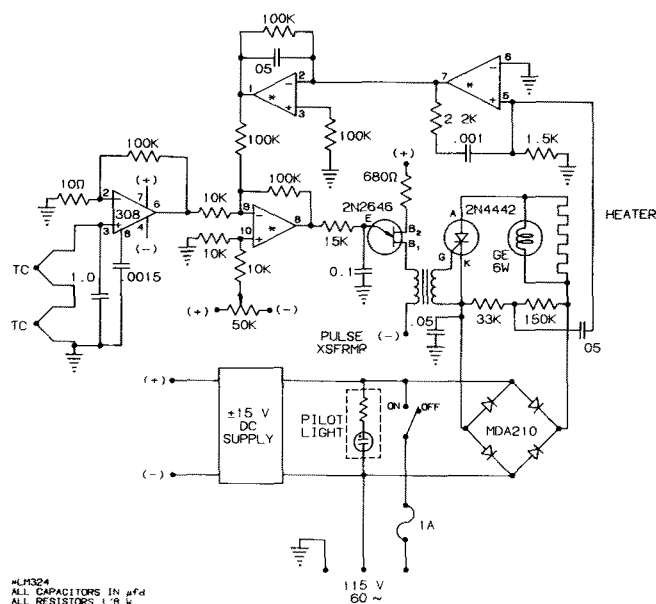 100K
.05
2
1
*
3
7
*
6
5
100K
100K
2.2K
.001
1.5K
100K
(+)
680Ω
10Ω
2
7
(+)
308
6
3
8
4
(-)
10K
9
100K
8
*
10
10K
10K
15K
2N2646
E
B2
B1
0.1
A
2N4442
G
K
GE
6W
HEATER
TC
TC
1.0
.0015
(+)
(-)
50K
PULSE
XSFRMR
(-)
.05
33K
150K
.05
(+)
±15 V
DC
SUPPLY
(-)
PILOT
LIGHT
ON
OFF
MDA210
1A
115 V
60 ~
*LM324
ALL CAPACITORS IN µfd
ALL RESISTORS 1/8 W